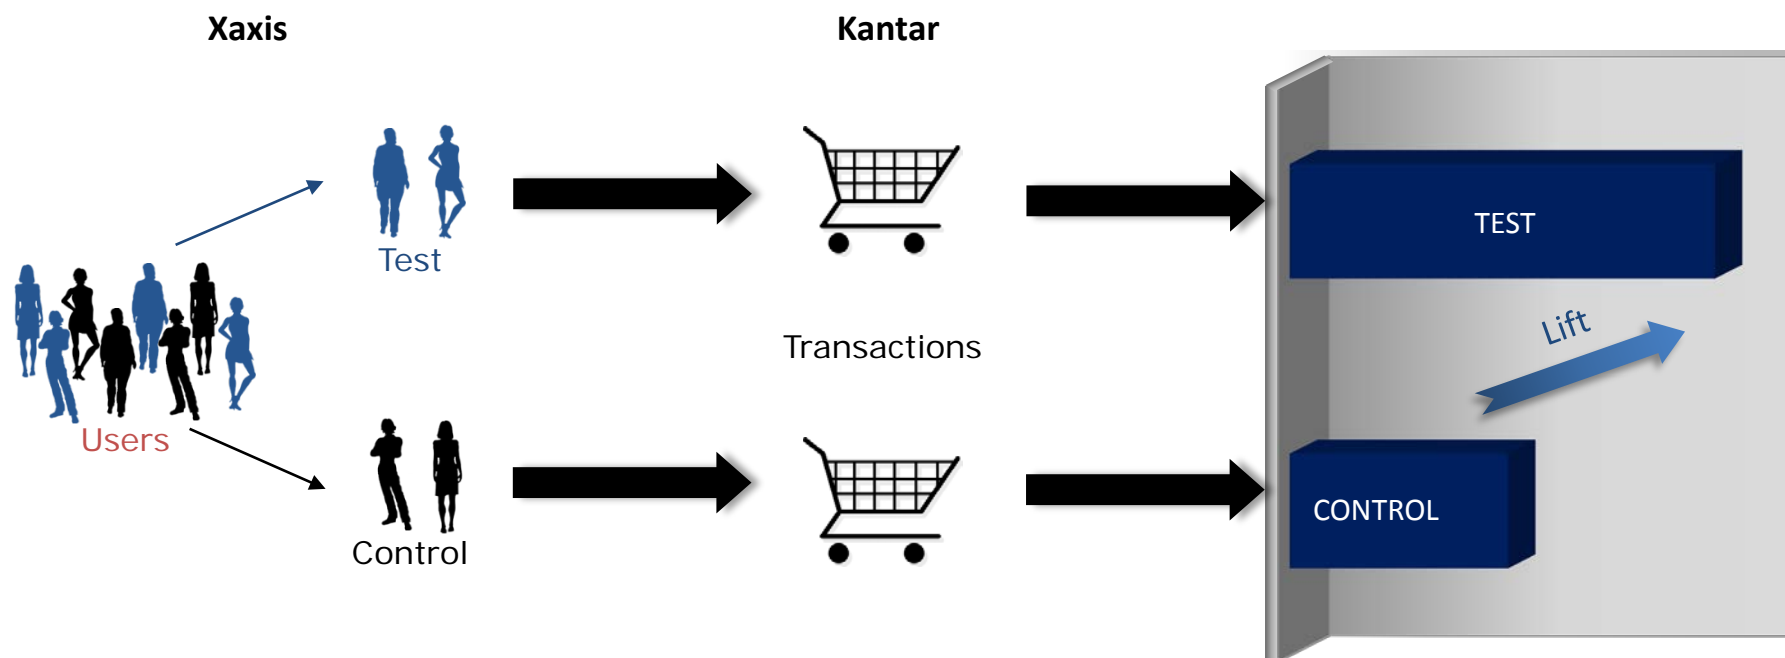 Xaxis
Kantar
Test
TEST
Users
Transactions
Lift
Control
CONTROL